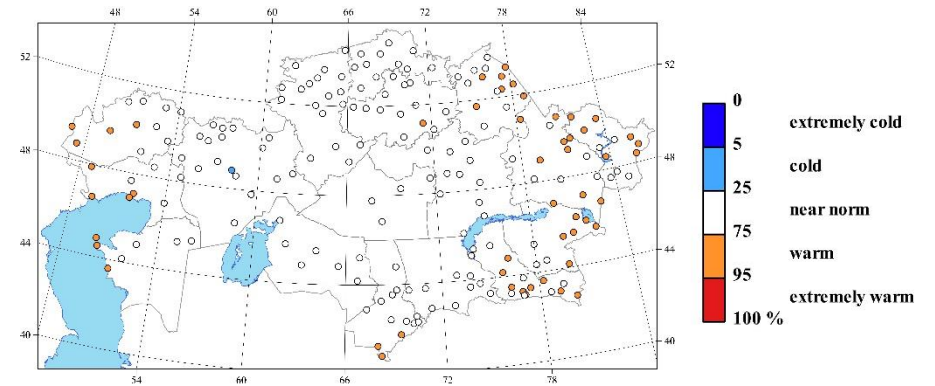 48 54 60 66 72 78 84
52 52
48 48
44 44
40 40
54 60 66 72 78
0
extremely cold
5
cold
25
near norm
75
warm
95
extremely warm
100 %